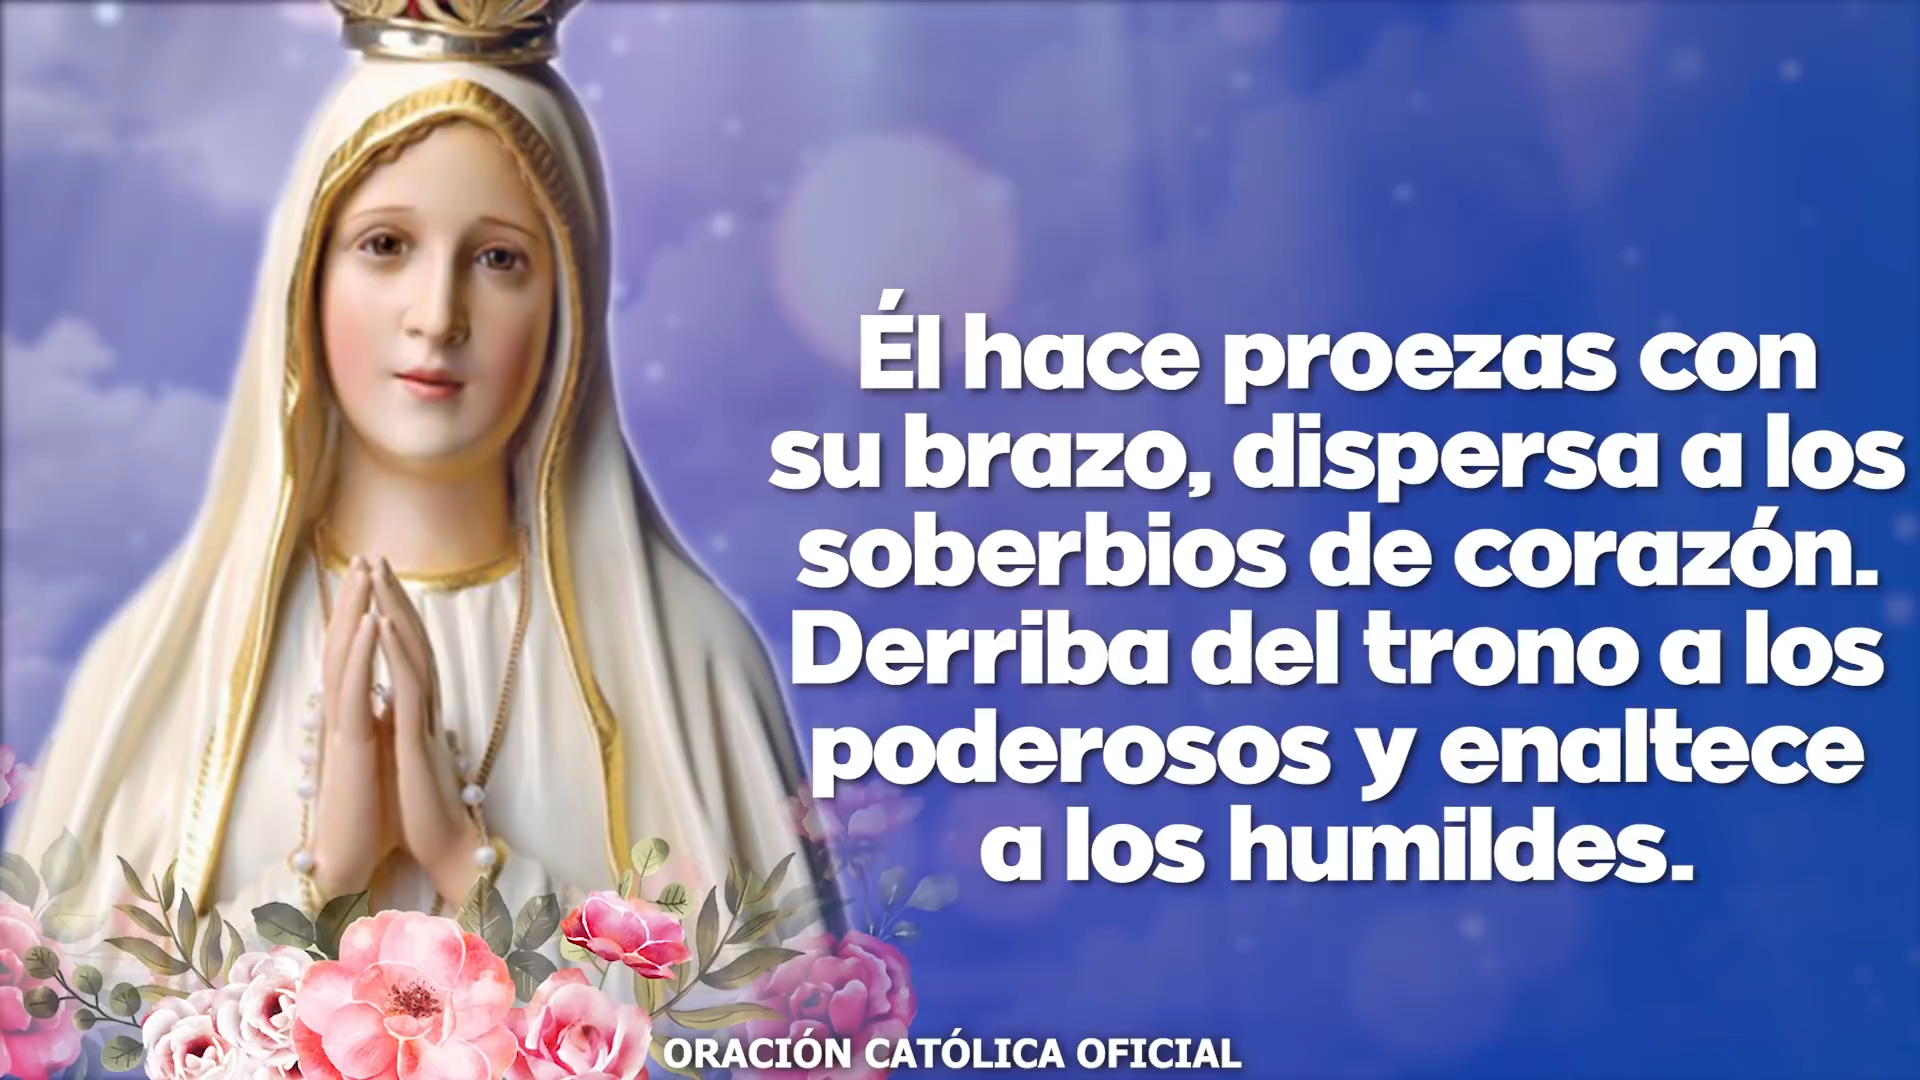 Él hace proezas con
su brazo, dispersa a los
soberbios de corazón.
Derriba del trono a los
poderosos y enaltece
a los humildes.
ORACIÓN CATÓLICA OFICIAL